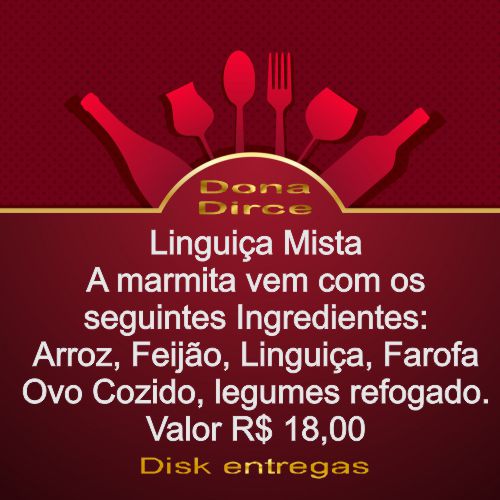 Dona
Dirce
Linguiça Mista
A marmita vem com os
seguintes Ingredientes:
Arroz, Feijão, Linguiça, Farofa
Ovo Cozido, legumes refogado.
Valor R$ 18,00
Disk entregas